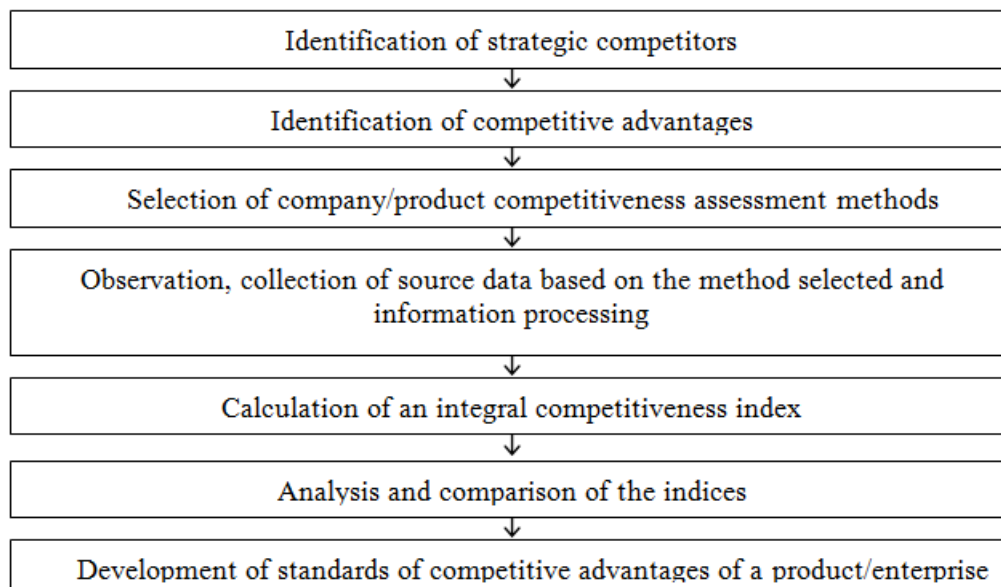 Identification of strategic competitors
Identification of competitive advantages
Selection of company/product competitiveness assessment methods
Observation, collection of source data based on the method selected and
information processing
Calculation of an integral competitiveness index
Analysis and comparison of the indices
Development of standards of competitive advantages of a product/enterprise